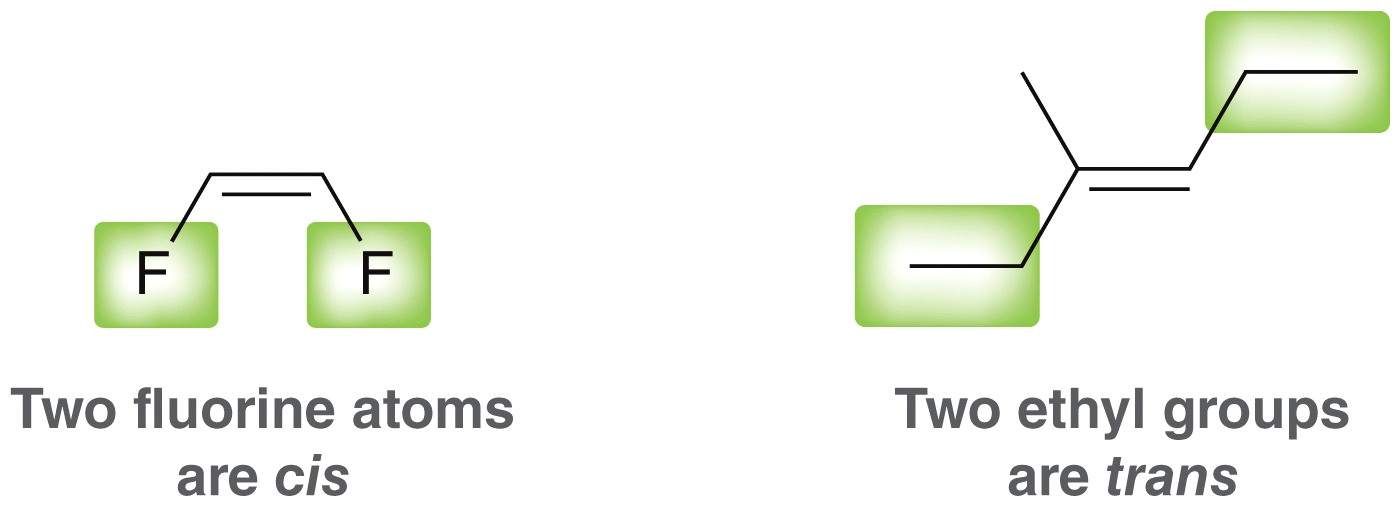 F F
Two fluorine atoms
are cis
Two ethyl groups
are trans